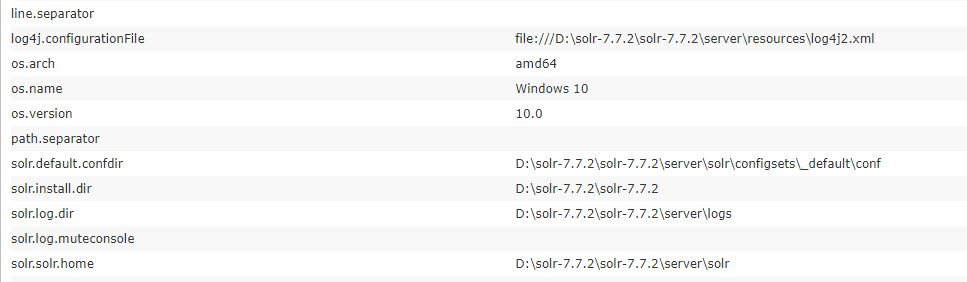 line.separator
log4j.configurationFile file:///D:\solr-7.7.2\solr-7.7.2\server\resources\log4j2.xml
os.arch amd64
os.name Windows 10
os.version 10.0
path.separator
solr.default.confdir D:\solr-7.7.2\solr-7.7.2\server\solr\configsets\_default\conf
solr.install.dir D:\solr-7.7.2\solr-7.7.2
solr.log.dir D:\solr-7.7.2\solr-7.7.2\server\logs
solr.log.muteconsole
solr.solr.home D:\solr-7.7.2\solr-7.7.2\server\solr